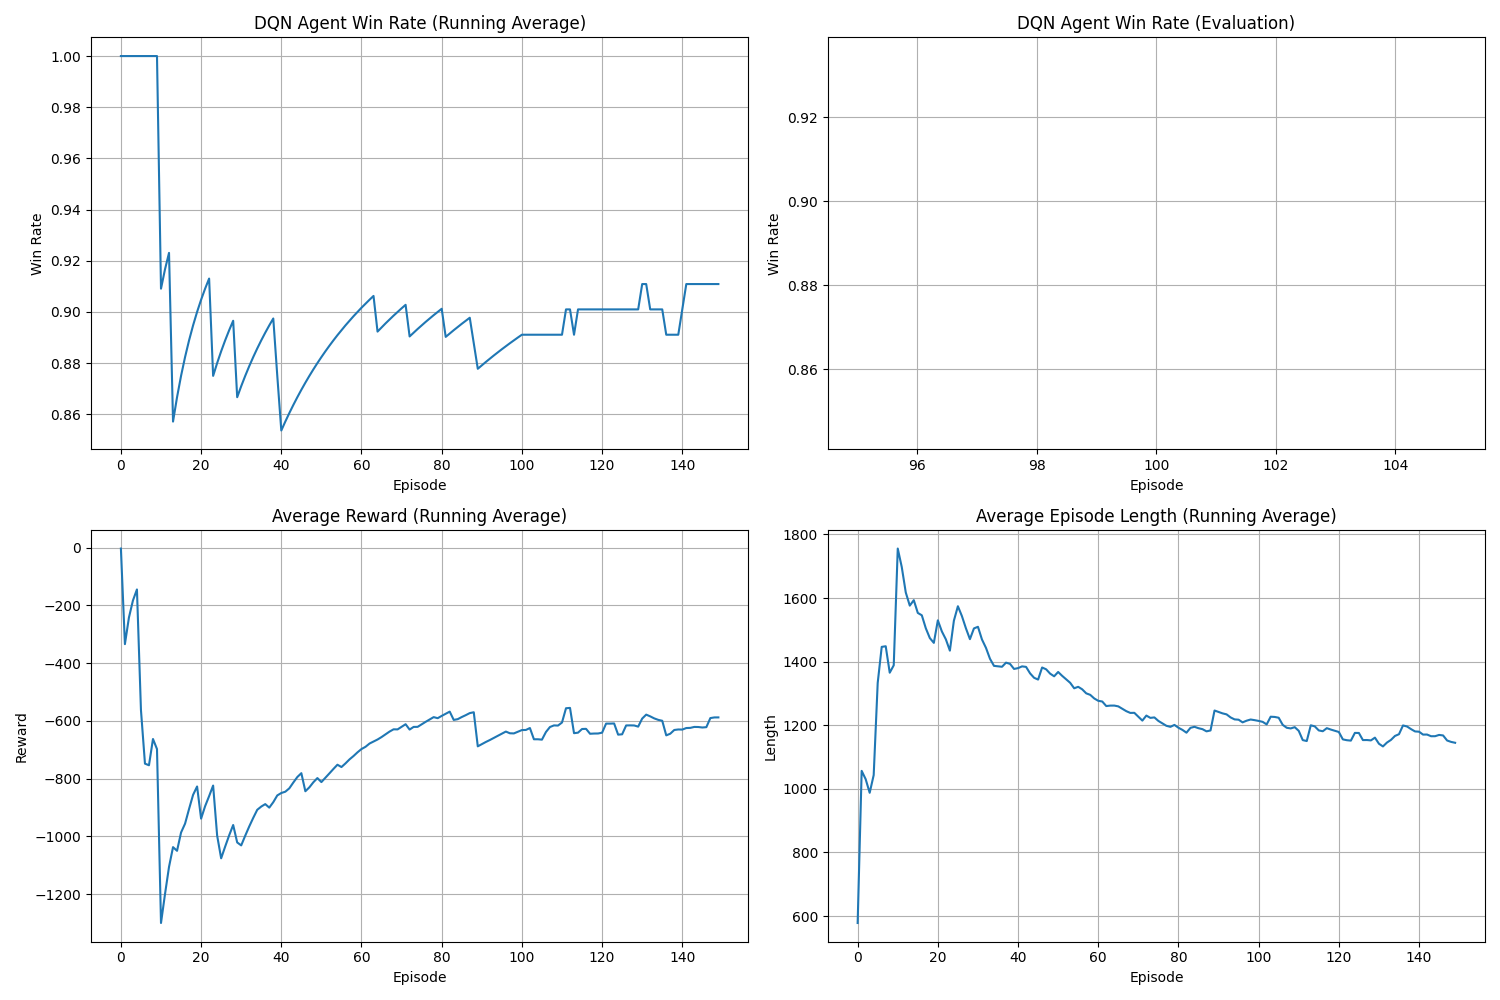 DQN Agent Win Rate (Running Average)
1.00
0.98
0.96
0.94
0.92
0.90
0.88
0.86
Win Rate
0 20 40 60 80 100 120 140
Episode
DQN Agent Win Rate (Evaluation)
0.92
0.90
0.88
0.86
Win Rate
96 98 100 102 104
Episode
Average Reward (Running Average)
0
−200
−400
−600
−800
−1000
−1200
Reward
0 20 40 60 80 100 120 140
Episode
Average Episode Length (Running Average)
1800
1600
1400
1200
1000
800
600
Length
0 20 40 60 80 100 120 140
Episode